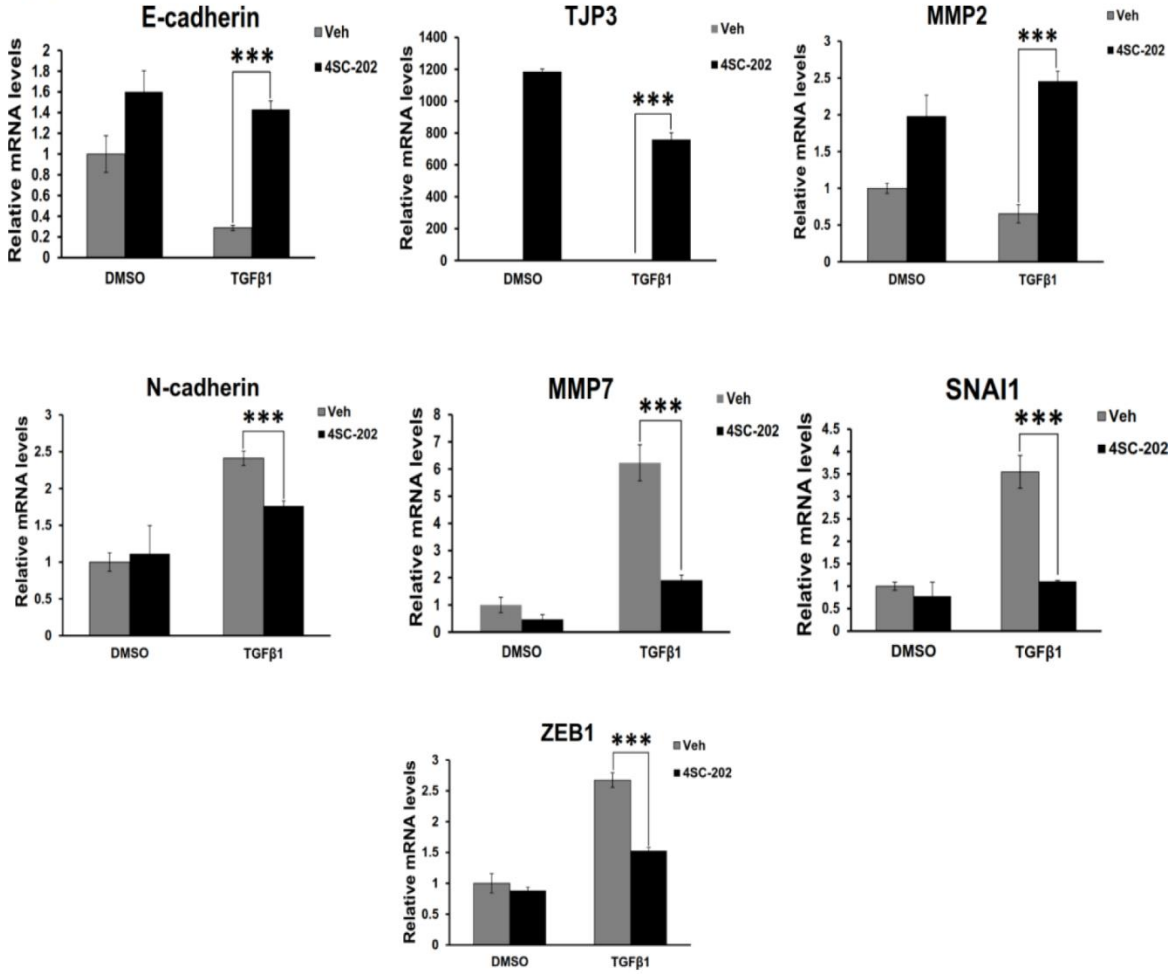 E-cadherin
Veh
4SC-202
***
Relative mRNA levels
2
1.8
1.6
1.4
1.2
1
0.8
0.6
0.4
0.2
0
DMSO
TGFβ1
TJP3
Veh
4SC-202
***
Relative mRNA levels
1400
1200
1000
800
600
400
200
0
DMSO
TGFβ1
MMP2
Veh
4SC-202
***
Relative mRNA levels
3
2.5
2
1.5
1
0.5
0
DMSO
TGFβ1
N-cadherin
Veh
4SC-202
***
Relative mRNA levels
3
2.5
2
1.5
1
0.5
0
DMSO
TGFβ1
MMP7
Veh
4SC-202
***
Relative mRNA levels
8
7
6
5
4
3
2
1
0
DMSO
TGFβ1
SNAI1
Veh
4SC-202
***
Relative mRNA levels
4.5
4
3.5
3
2.5
2
1.5
1
0.5
0
DMSO
TGFβ1
ZEB1
Veh
4SC-202
***
Relative mRNA levels
3
2.5
2
1.5
1
0.5
0
DMSO
TGFβ1